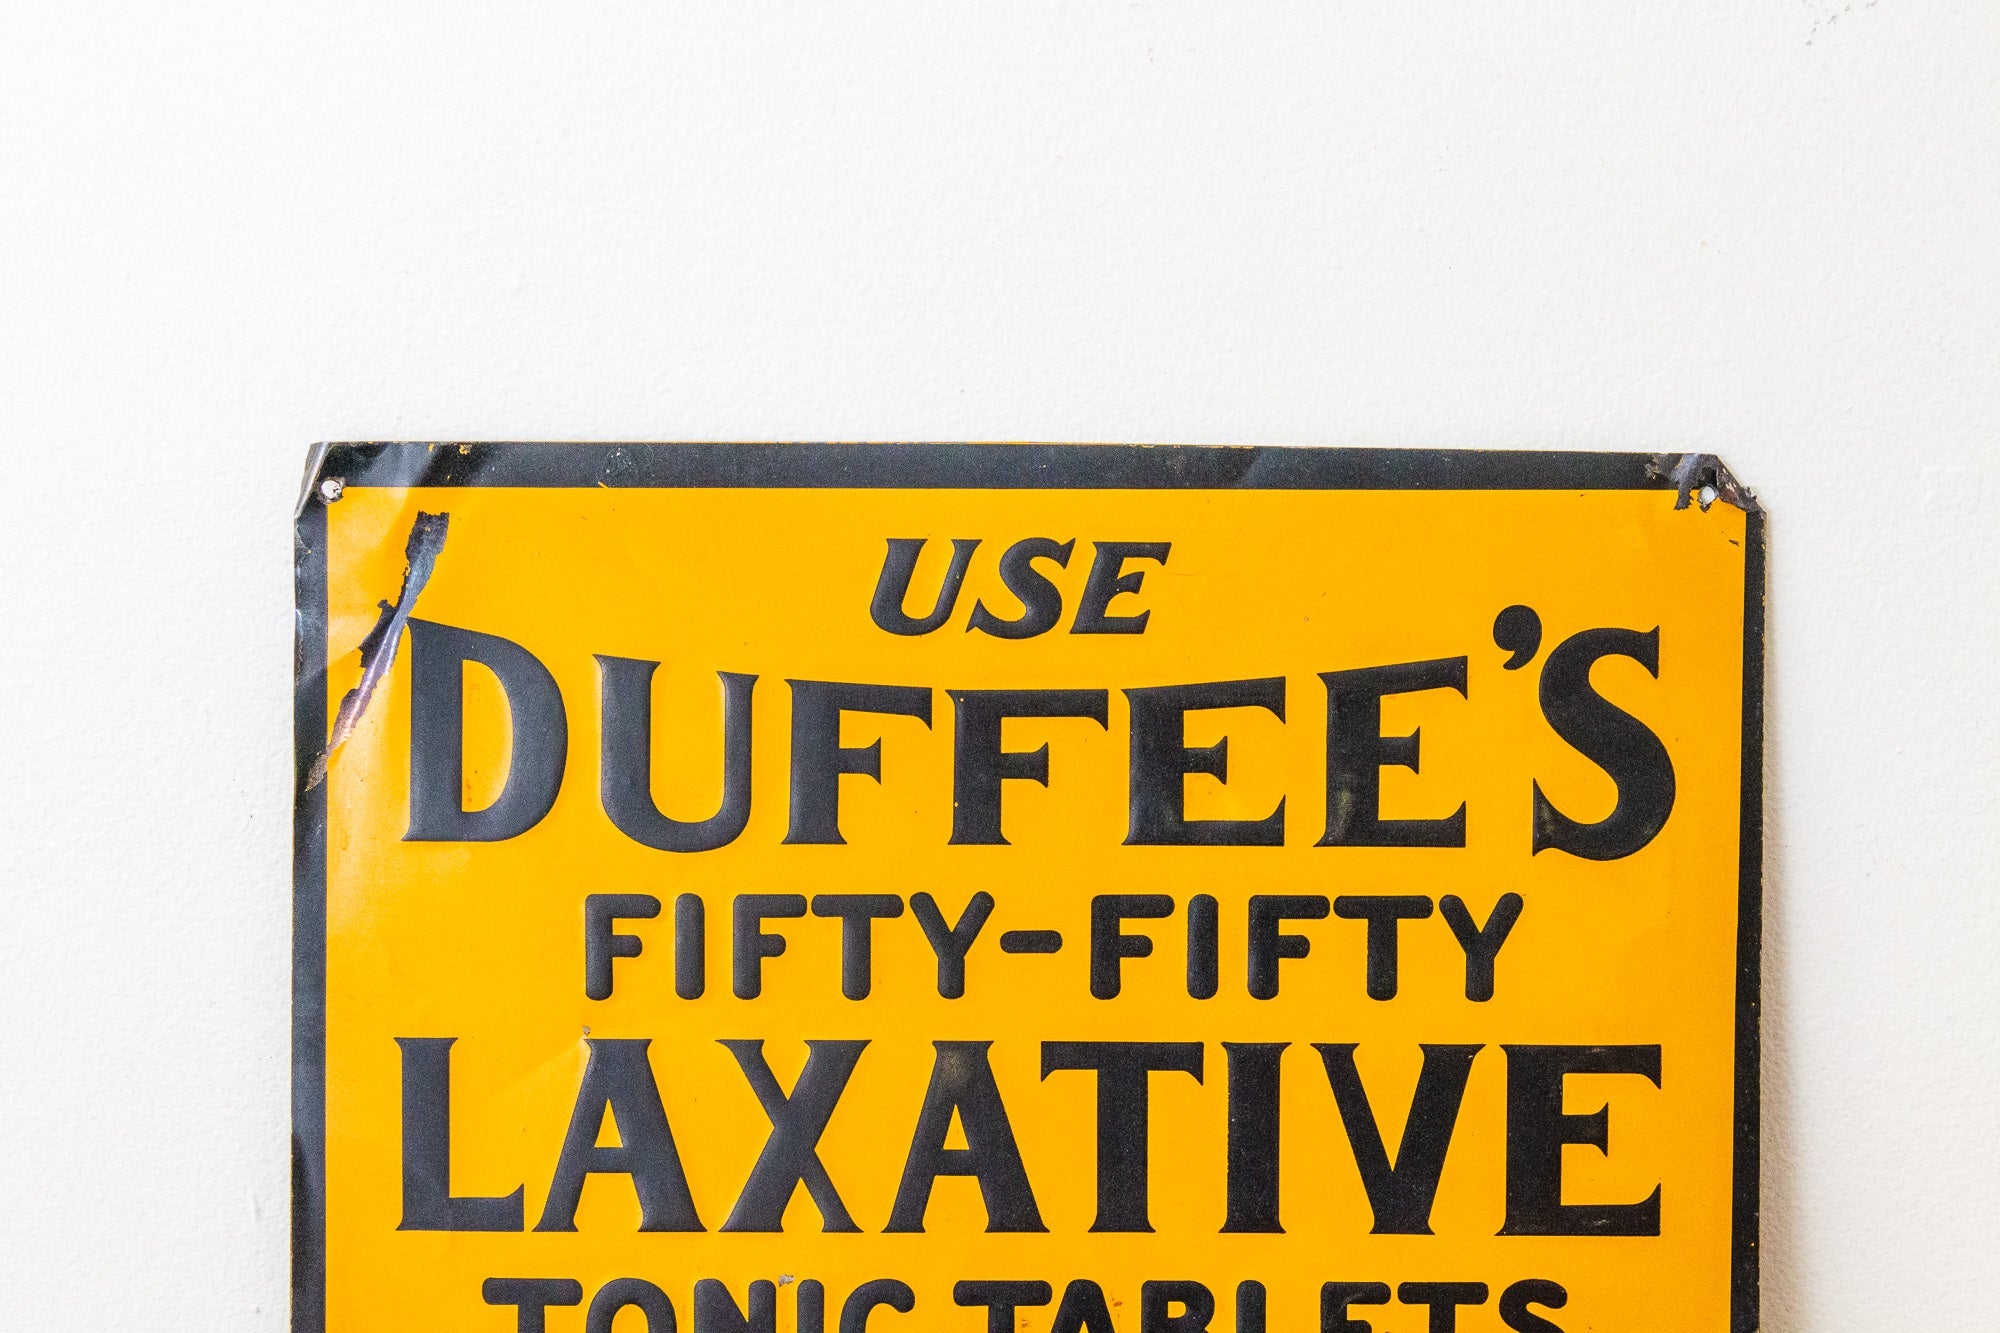 USE
DUFFEE'S
FIFTY-FIFTY
LAXATIVE
TONIC TABLETS